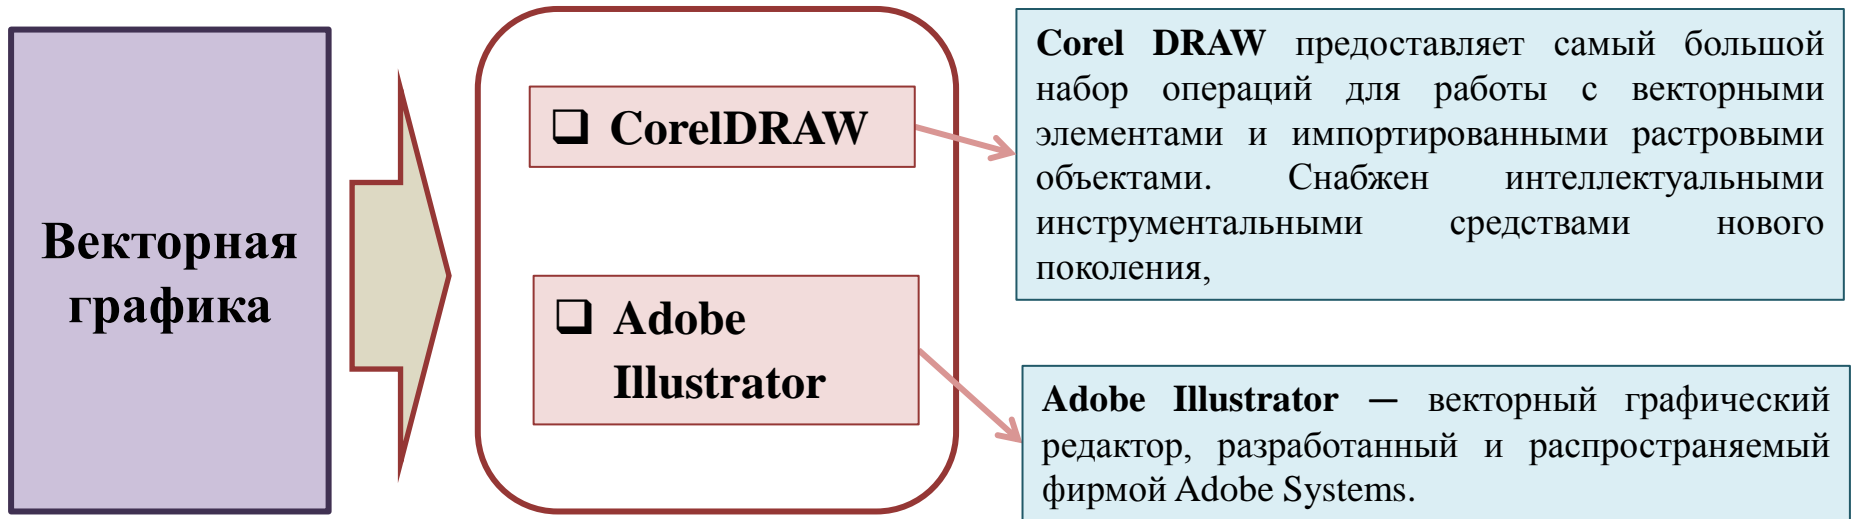 Векторная
графика
❑ CorelDRAW
❑ Adobe
Illustrator
Corel DRAW предоставляет самый большой
набор операций для работы с векторными
элементами и импортированными растровыми
объектами. Снабжен интеллектуальными
инструментальными средствами нового
поколения,
Adobe Illustrator — векторный графический
редактор, разработанный и распространяемый
фирмой Adobe Systems.